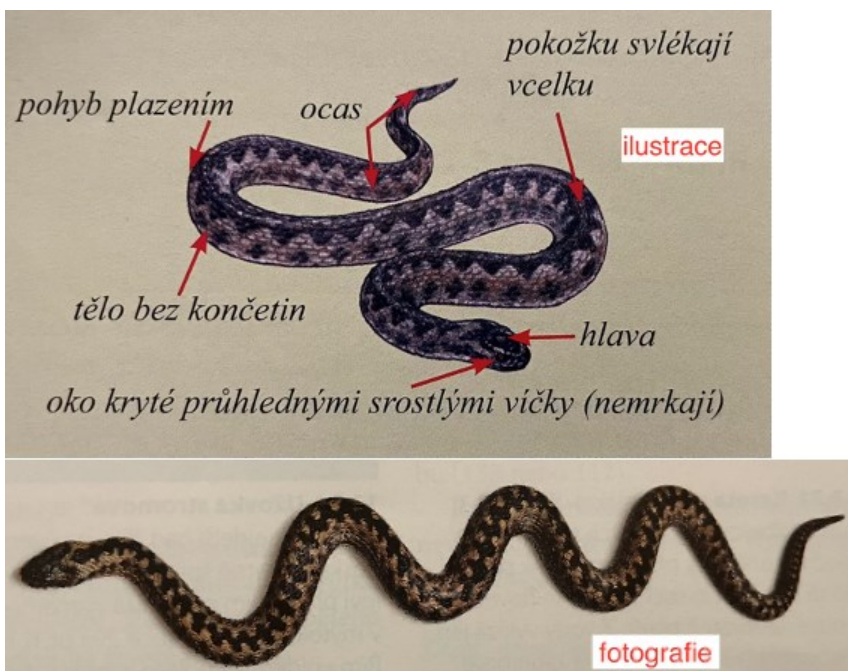 pokožku svlékají
vcelku
pohyb plazením
ocas
ilustrace
tělo bez končetin
hlava
oko kryté průhlednými srostlými víčky (nemrkají)
fotografie